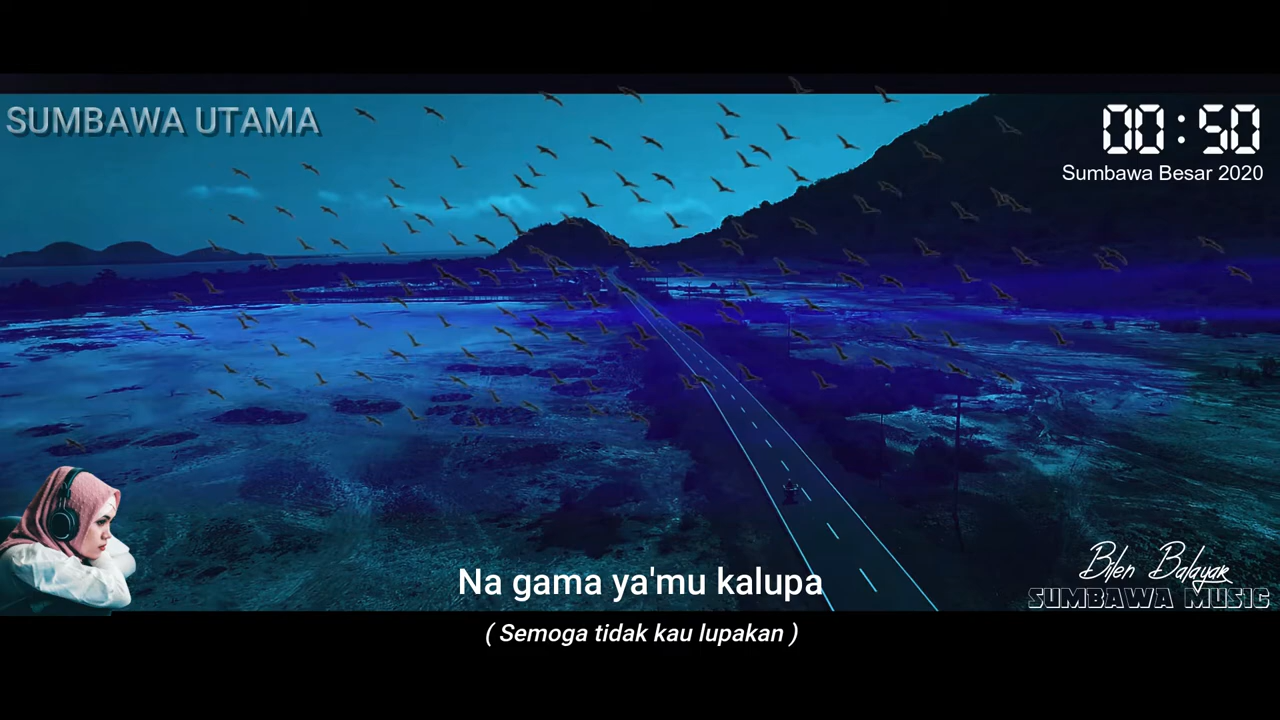 SUMBAWA UTAMA
00:50
Sumbawa Besar 2020
Na gama ya'mu kalupa
( Semoga tidak kau lupakan )
Bilen Balayar
SUMBAWA MUSIC